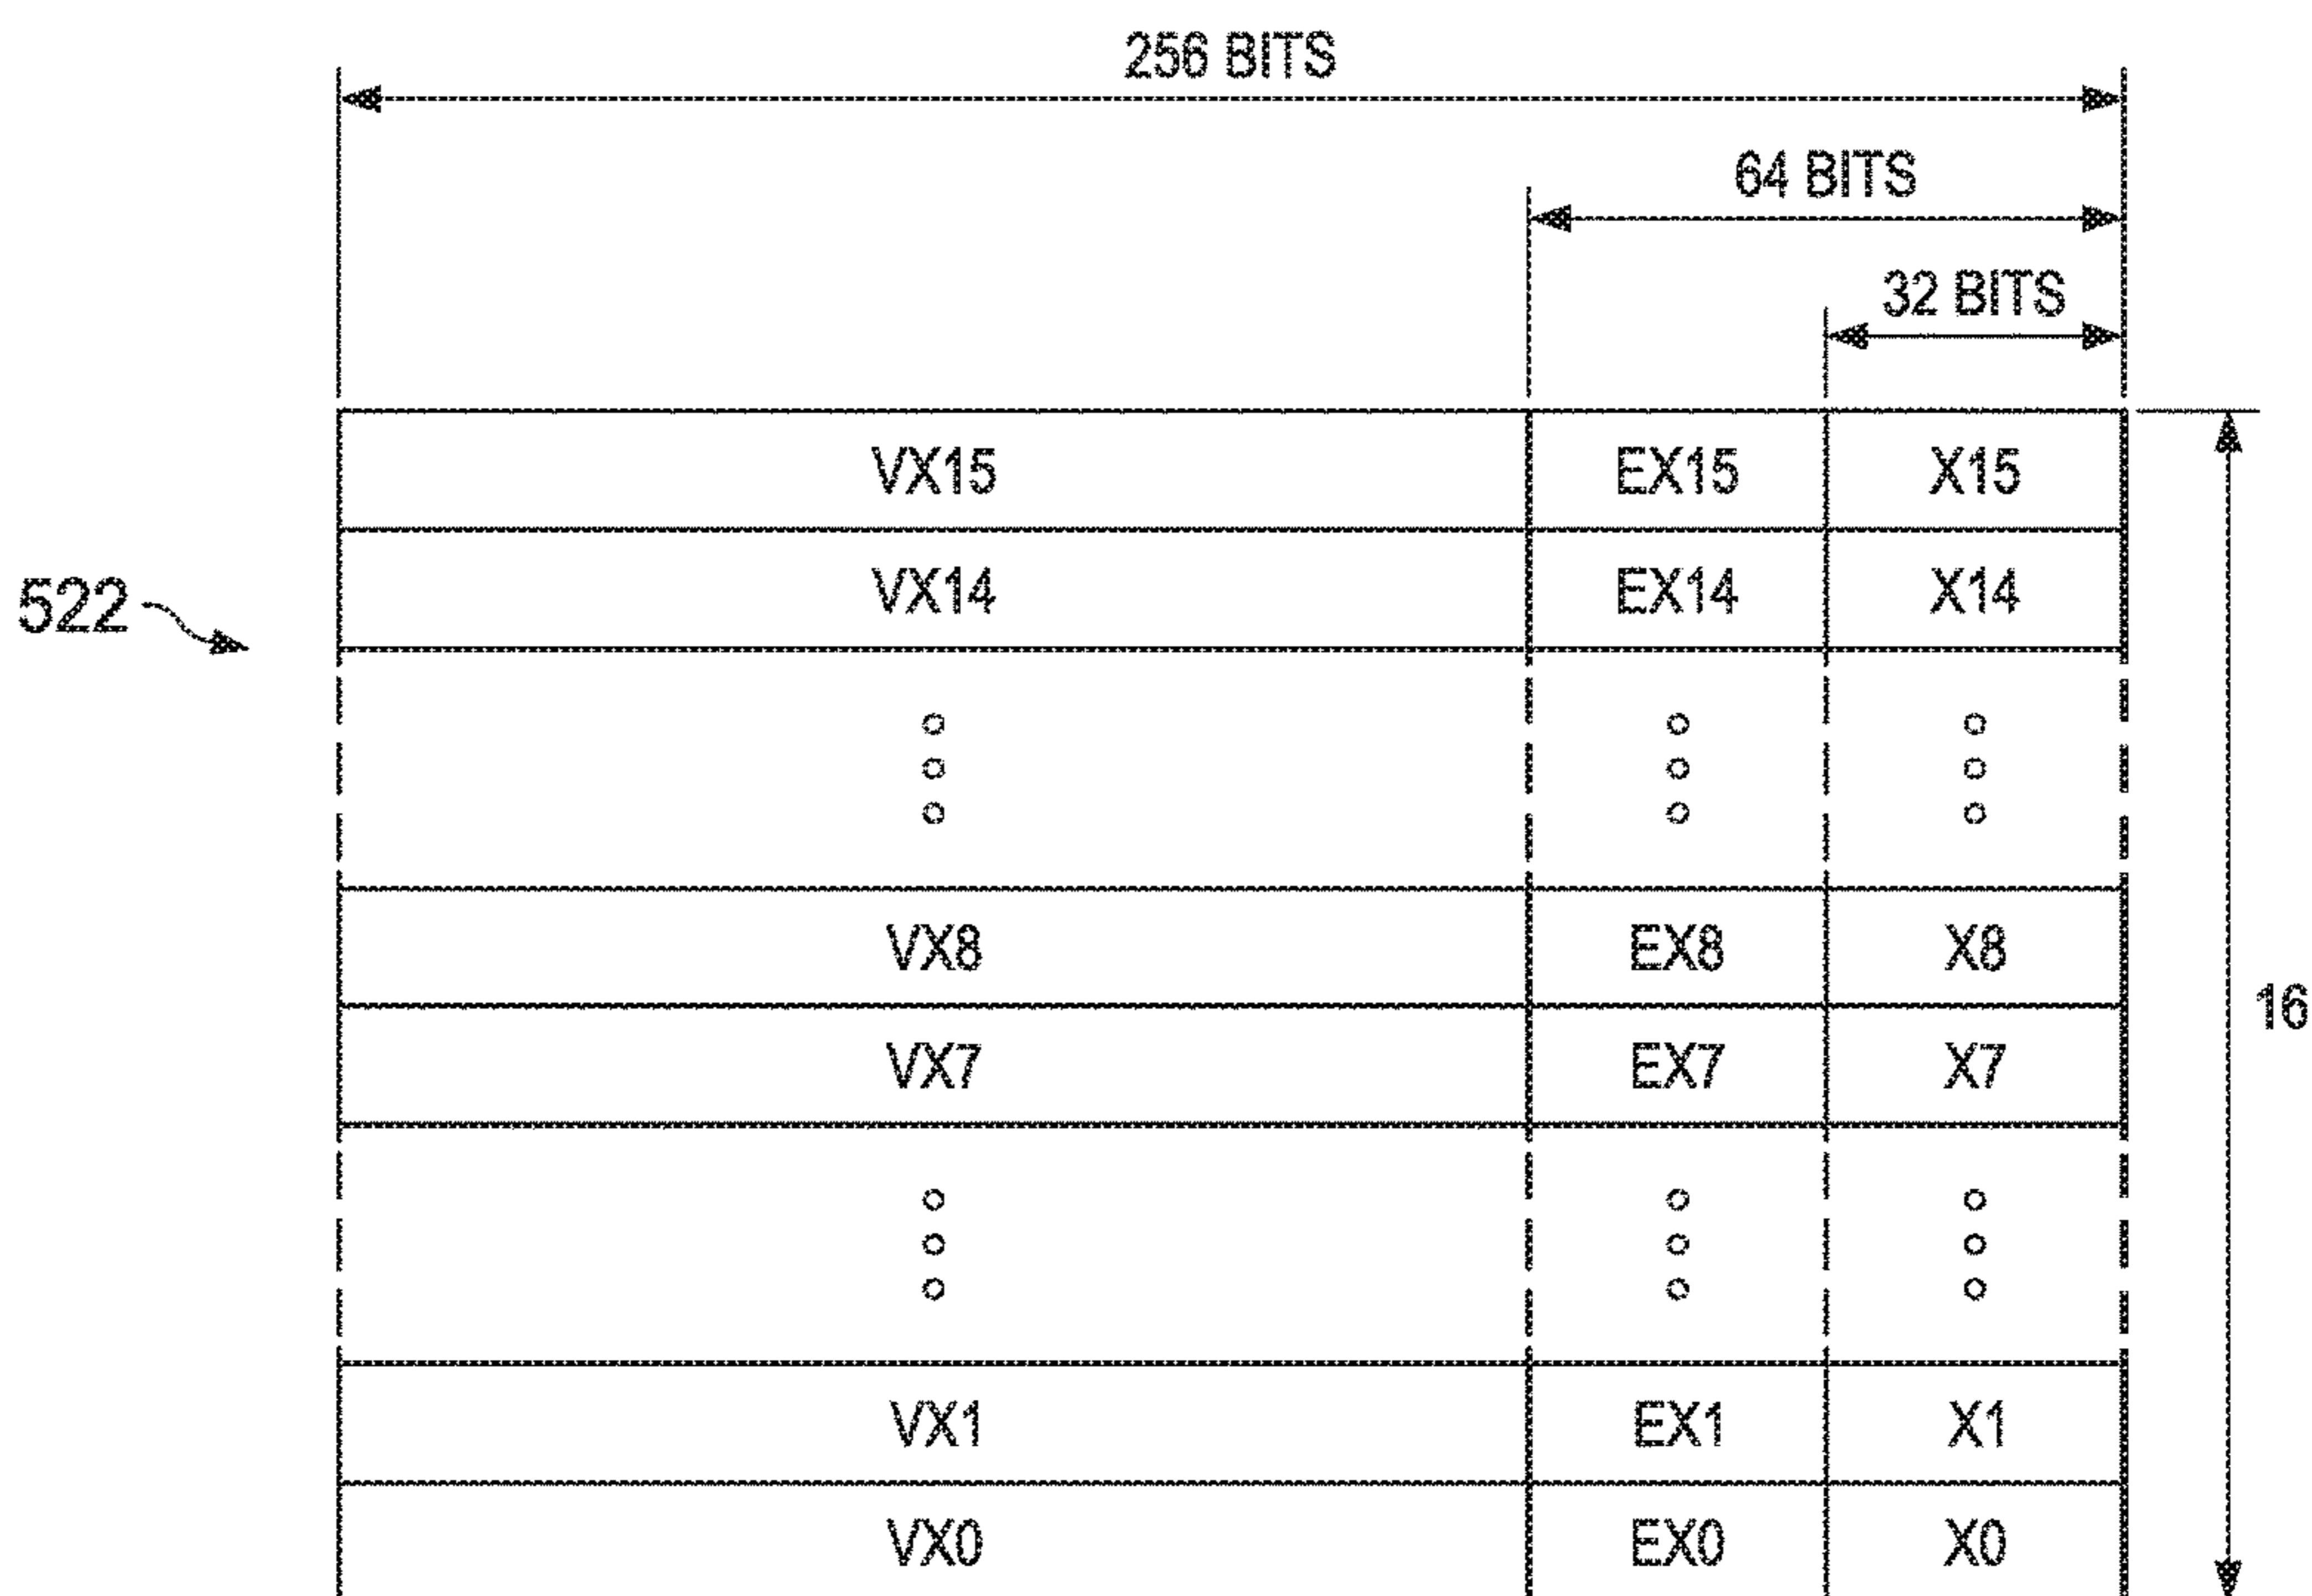 256 BITS
64 BITS
32 BITS
VX15 EX15 X15
VX14 EX14 X14
522
VX8 EX8 X8
16
VX7 EX7 X7
VX1 EX1 X1
VX0 EX0 X0